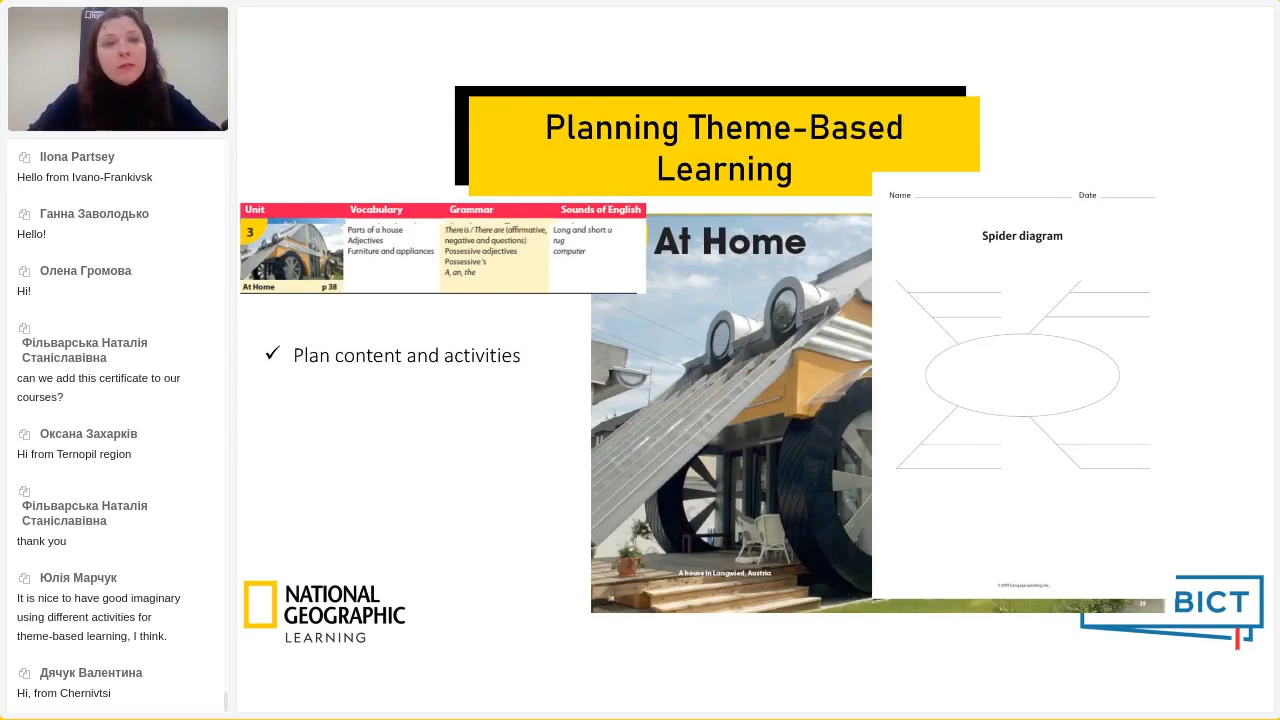 Ilona Partsey
Hello from Ivano-Frankivsk
Ганна Заволодько
Hello!
Олена Громова
Hi!
Фільварська Наталія
Станіславівна
can we add this certificate to our
courses?
Оксана Захарків
Hi from Ternopil region
Фільварська Наталія
Станіславівна
thank you
Юлія Марчук
It is nice to have good imaginary
using different activities for
theme-based learning, I think.
Дячук Валентина
Hi, from Chernivtsi
Planning Theme-Based
Learning
Unit Vocabulary Grammar Sounds of English
3
Parts of a house
Adjectives
Furniture and appliances
There is / There are (affirmative,
negative and questions)
Possessive adjectives
Possessive 's
A, an, the
Long and short u
rug
computer
At Home p 38
Plan content and activities
At Home
A house in Langwied, Austria
38
Name Date
Spider diagram
39
NATIONAL
GEOGRAPHIC
LEARNING
BICT